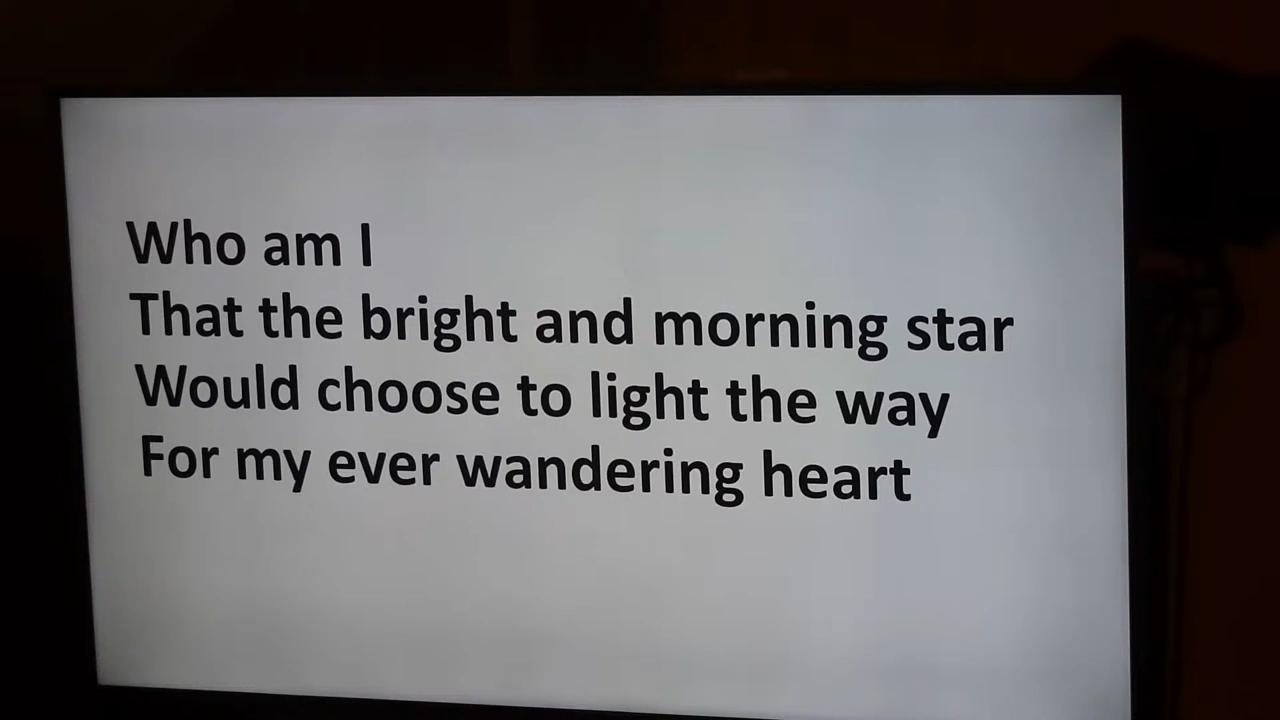 Who am I
That the bright and morning star
Would choose to light the way
For my ever wandering heart